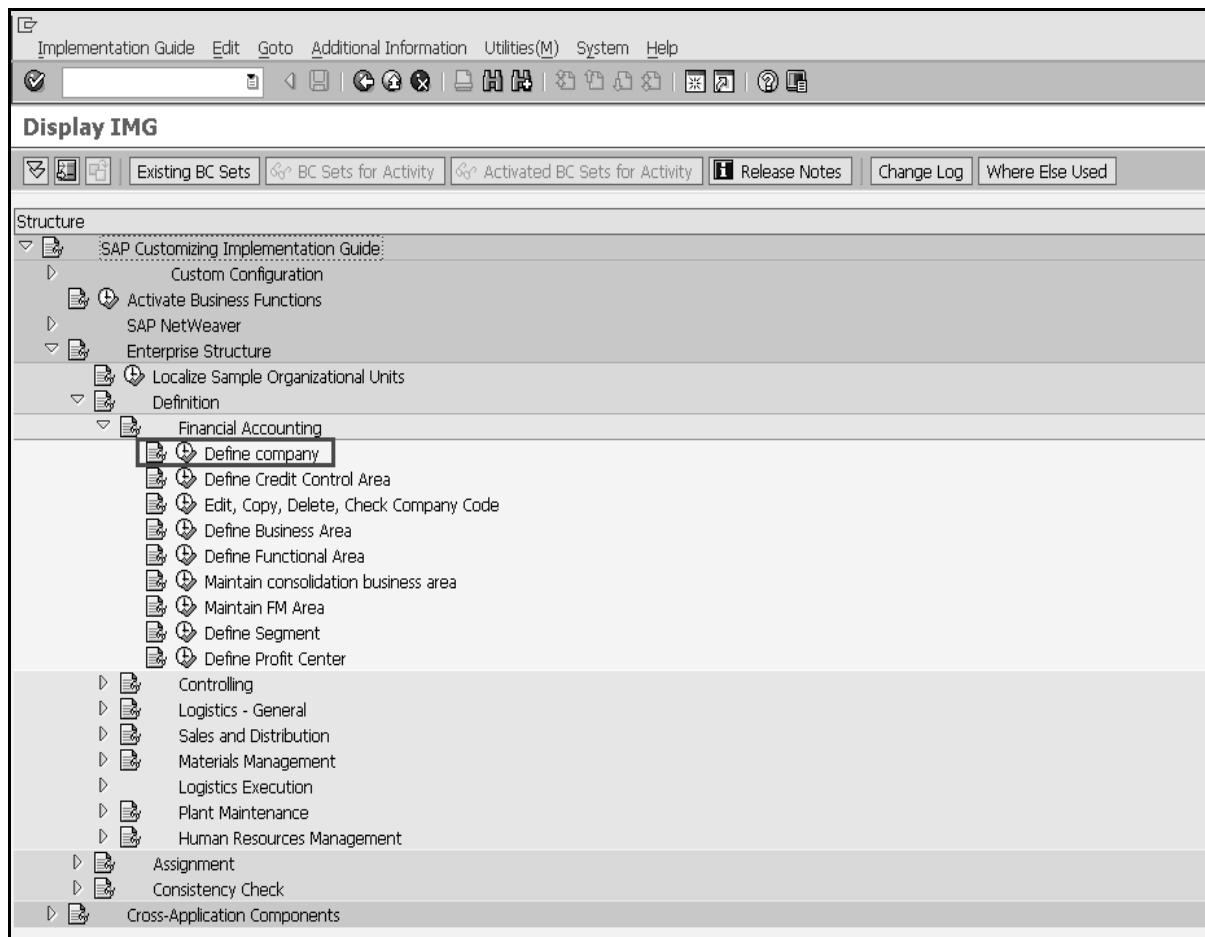 Implementation Guide Edit Goto Additional Information Utilities(M) System Help
Display IMG
Existing BC Sets BC Sets for Activity Activated BC Sets for Activity Release Notes Change Log Where Else Used
Structure
SAP Customizing Implementation Guide
Custom Configuration
Activate Business Functions
SAP NetWeaver
Enterprise Structure
Localize Sample Organizational Units
Definition
Financial Accounting
Define company
Define Credit Control Area
Edit, Copy, Delete, Check Company Code
Define Business Area
Define Functional Area
Maintain consolidation business area
Maintain FM Area
Define Segment
Define Profit Center
Controlling
Logistics - General
Sales and Distribution
Materials Management
Logistics Execution
Plant Maintenance
Human Resources Management
Assignment
Consistency Check
Cross-Application Components